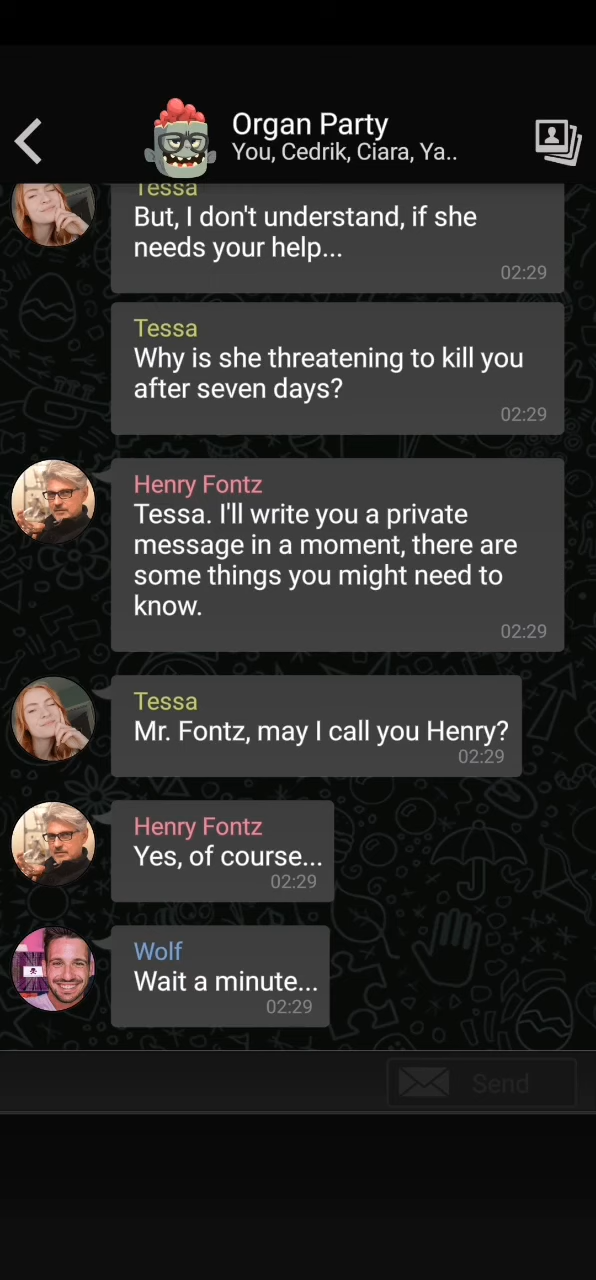 Organ Party
You, Cedrik, Ciara, Ya..
Tessa
But, I don't understand, if she
needs your help...
02:29
Tessa
Why is she threatening to kill you
after seven days?
02:29
Henry Fontz
Tessa. I'll write you a private
message in a moment, there are
some things you might need to
know.
02:29
Tessa
Mr. Fontz, may I call you Henry?
02:29
Henry Fontz
Yes, of course...
02:29
Wolf
Wait a minute...
02:29
Send